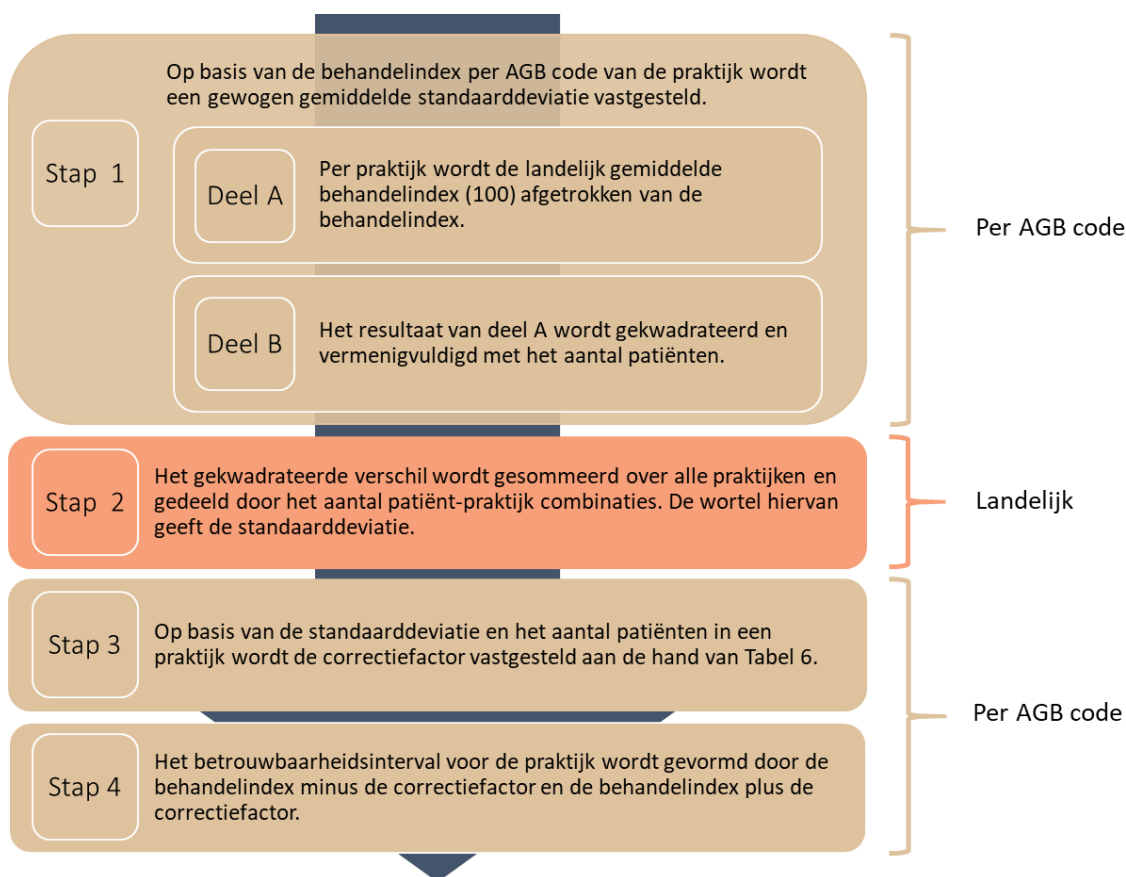 Op basis van de behandelindex per AGB code van de praktijk wordt
een gewogen gemiddelde standaarddeviatie vastgesteld.
Stap 1
Deel A
Per praktijk wordt de landelijk gemiddelde
behandelindex (100) afgetrokken van de
behandelindex.
Deel B
Het resultaat van deel A wordt gekwadrateerd en
vermenigvuldigd met het aantal patiënten.
Per AGB code
Stap 2
Het gekwadrateerde verschil wordt gesommeerd over alle praktijken en
gedeeld door het aantal patiënt-praktijk combinaties. De wortel hiervan
geeft de standaarddeviatie.
Landelijk
Stap 3
Op basis van de standaarddeviatie en het aantal patiënten in een
praktijk wordt de correctiefactor vastgesteld aan de hand van Tabel 6.
Stap 4
Het betrouwbaarheidsinterval voor de praktijk wordt gevormd door de
behandelindex minus de correctiefactor en de behandelindex plus de
correctiefactor.
Per AGB code